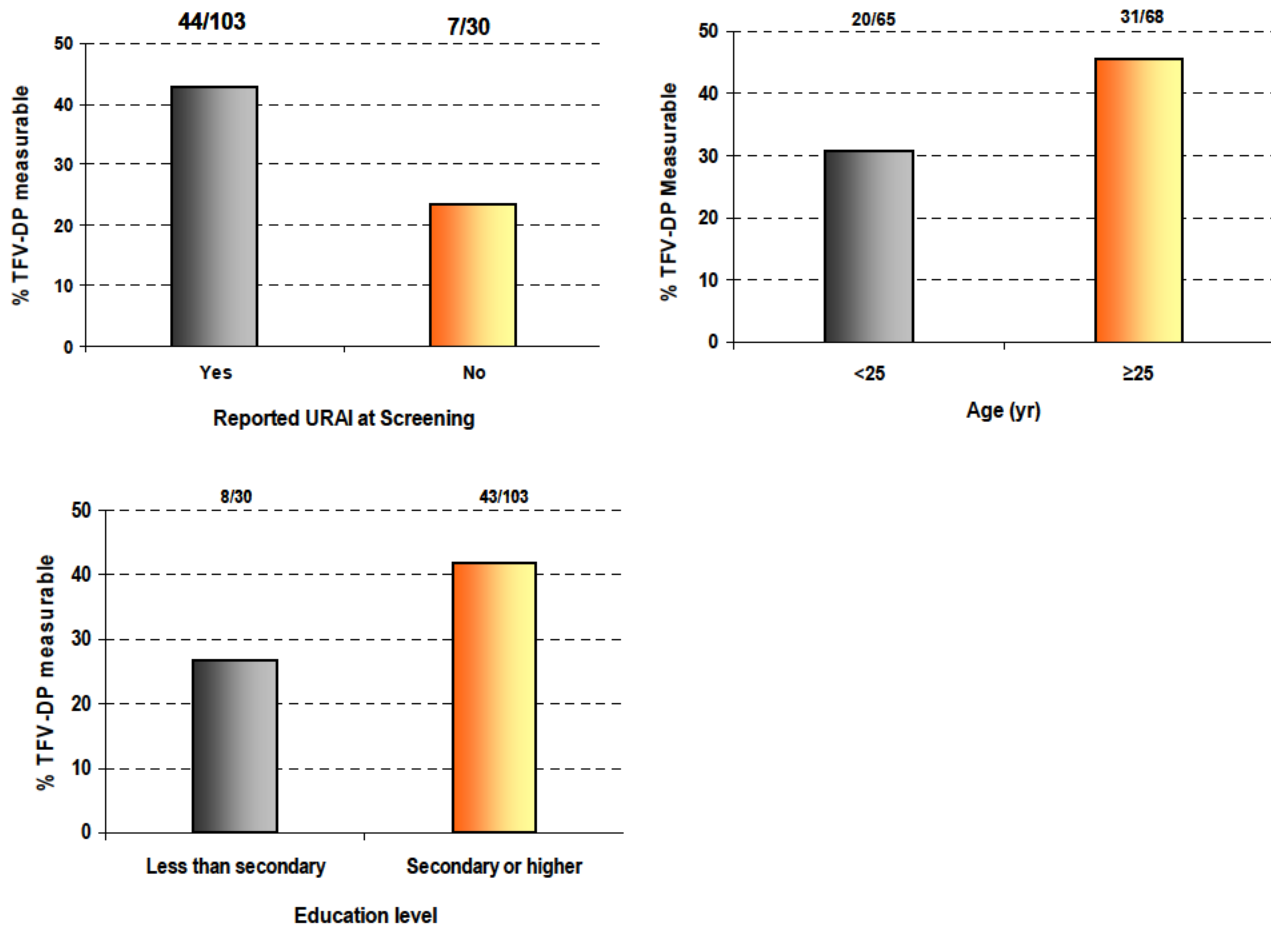 44/103 7/30
% TFV-DP measurable
50
40
30
20
10
0
Yes No
Reported URAI at Screening
20/65 31/68
% TFV-DP Measurable
50
40
30
20
10
0
<25 ≥25
Age (yr)
8/30 43/103
% TFV-DP measurable
50
40
30
20
10
0
Less than secondary Secondary or higher
Education level